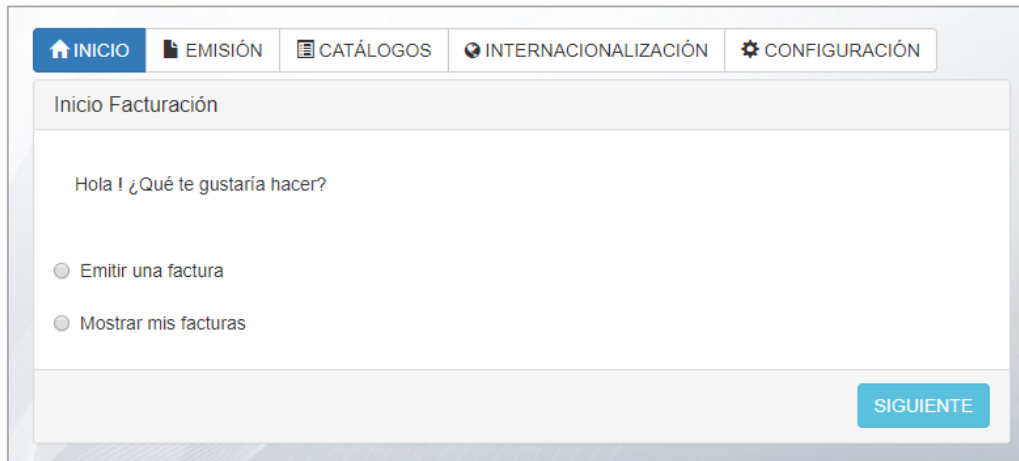 INICIO EMISIÓN CATÁLOGOS INTERNACIONALIZACIÓN CONFIGURACIÓN
Inicio Facturación
Hola ! ¿Qué te gustaría hacer?
Emitir una factura
Mostrar mis facturas
SIGUIENTE